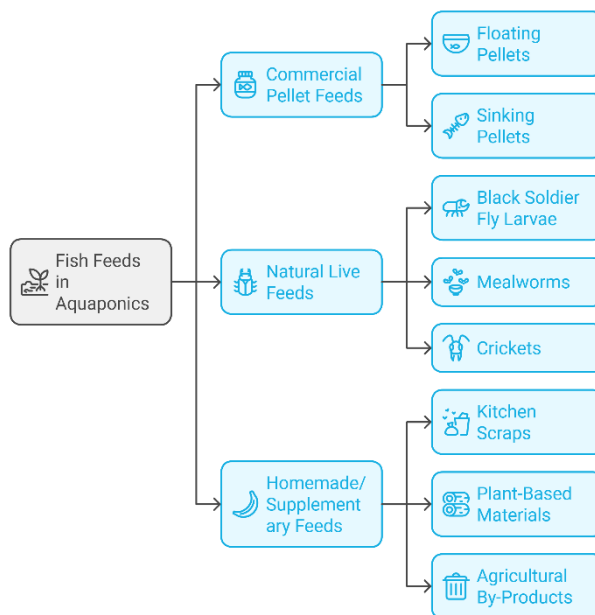 Fish Feeds
in
Aquaponics
Commercial
Pellet Feeds
Floating
Pellets
Sinking
Pellets
Natural Live
Feeds
Black Soldier
Fly Larvae
Mealworms
Crickets
Homemade/
Supplement
ary Feeds
Kitchen
Scraps
Plant-Based
Materials
Agricultural
By-Products